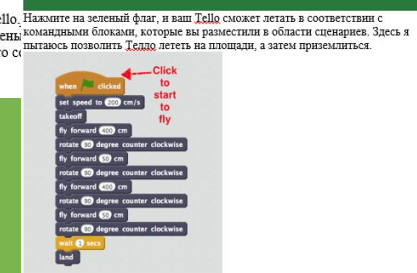 llo.
Нажмите на зеленый флаг, и ваш Tello сможет летать в соответствии с
командными блоками, которые вы разместили в области сценариев. Здесь я
пытаюсь позволить Телло лететь на площади, а затем приземлиться.
Click
to
start
to
fly
when clicked
set speed to 200 cm/s
takeoff
fly forward 400 cm
rotate 90 degree counter clockwise
fly forward 50 cm
rotate 90 degree counter clockwise
fly forward 400 cm
rotate 90 degree counter clockwise
fly forward 50 cm
rotate 90 degree counter clockwise
wait 1 secs
land